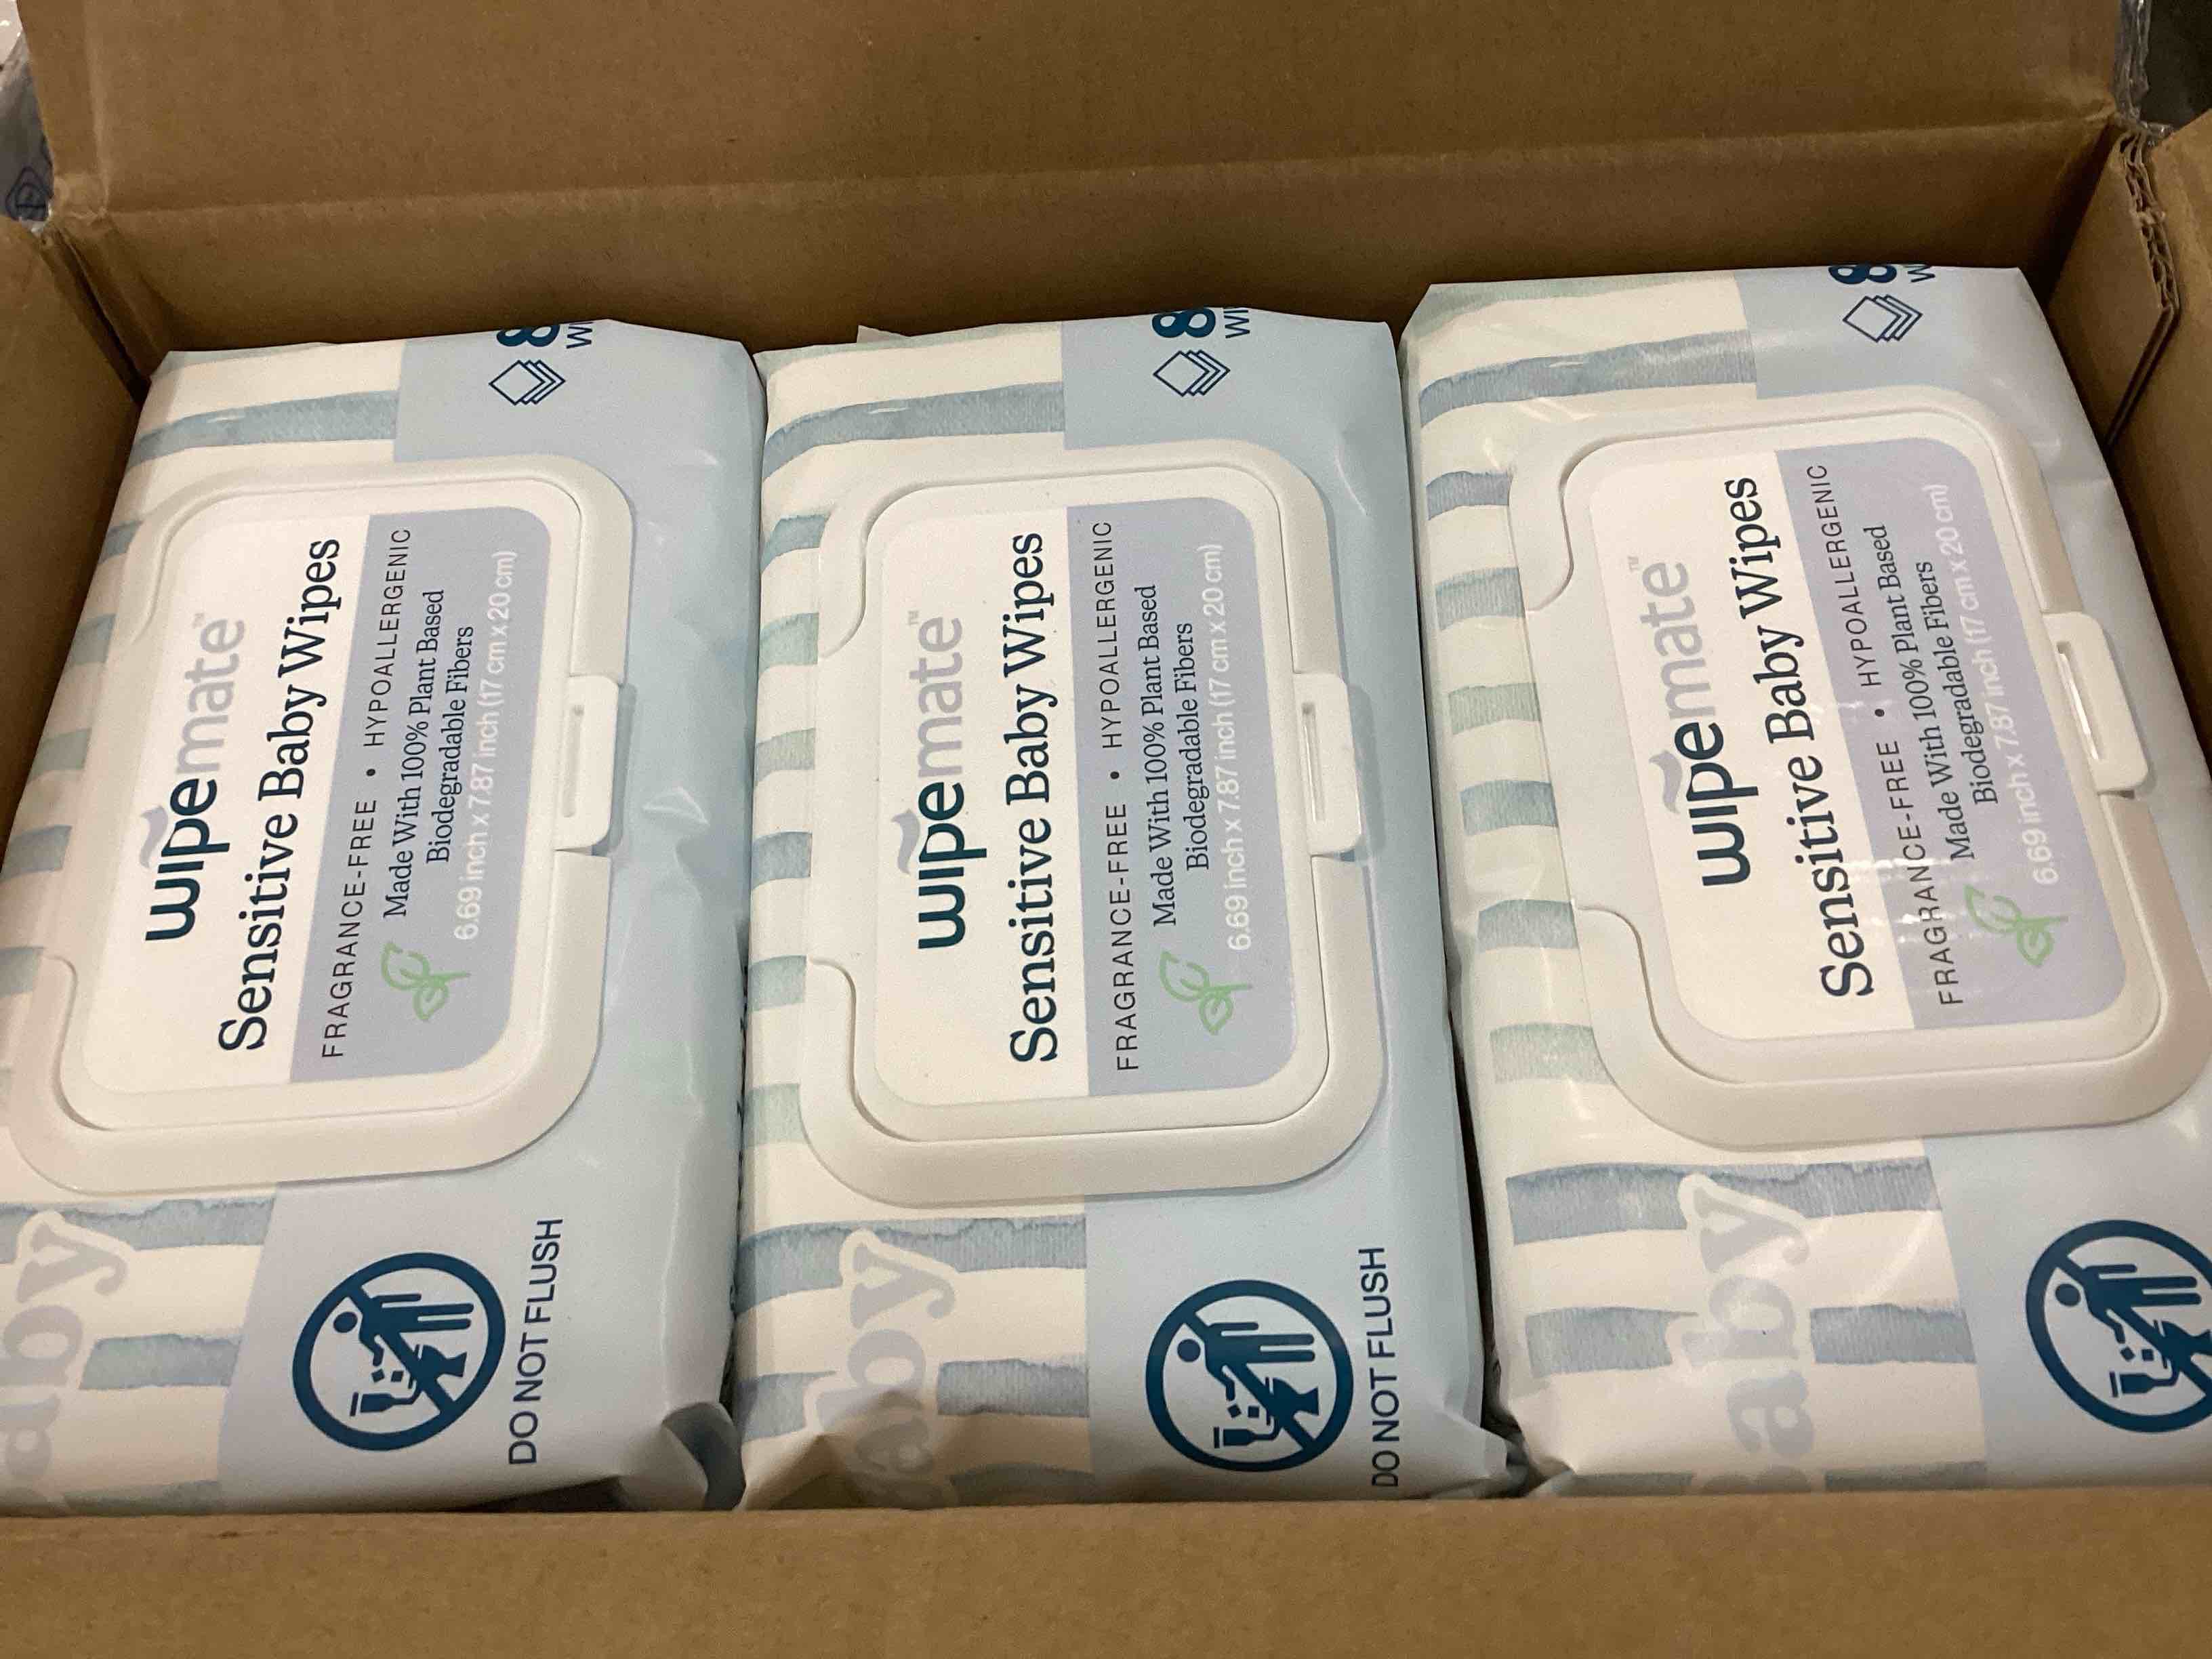 wipemate™
Sensitive Baby Wipes
FRAGRANCE-FREE • HYPOALLERGENIC
Made With 100% Plant Based
Biodegradable Fibers
6.69 inch x 7.87 inch (17 cm x 20 cm)
DO NOT FLUSH
wipemate™
Sensitive Baby Wipes
FRAGRANCE-FREE • HYPOALLERGENIC
Made With 100% Plant Based
Biodegradable Fibers
6.69 inch x 7.87 inch (17 cm x 20 cm)
DO NOT FLUSH
wipemate™
Sensitive Baby Wipes
FRAGRANCE-FREE • HYPOALLERGENIC
Made With 100% Plant Based
Biodegradable Fibers
6.69 inch x 7.87 inch (17 cm x 20 cm)